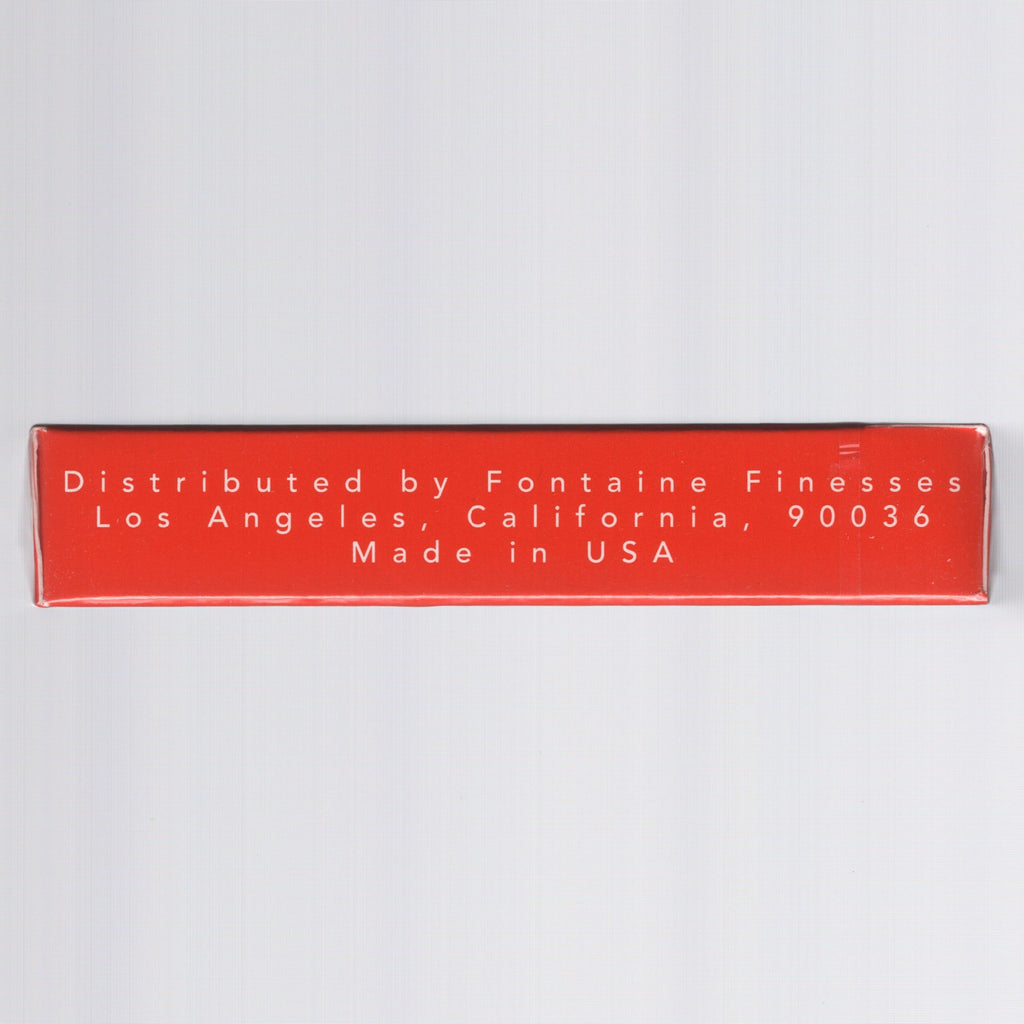 Distributed by Fontaine Finesses
Los Angeles, California, 90036
Made in USA